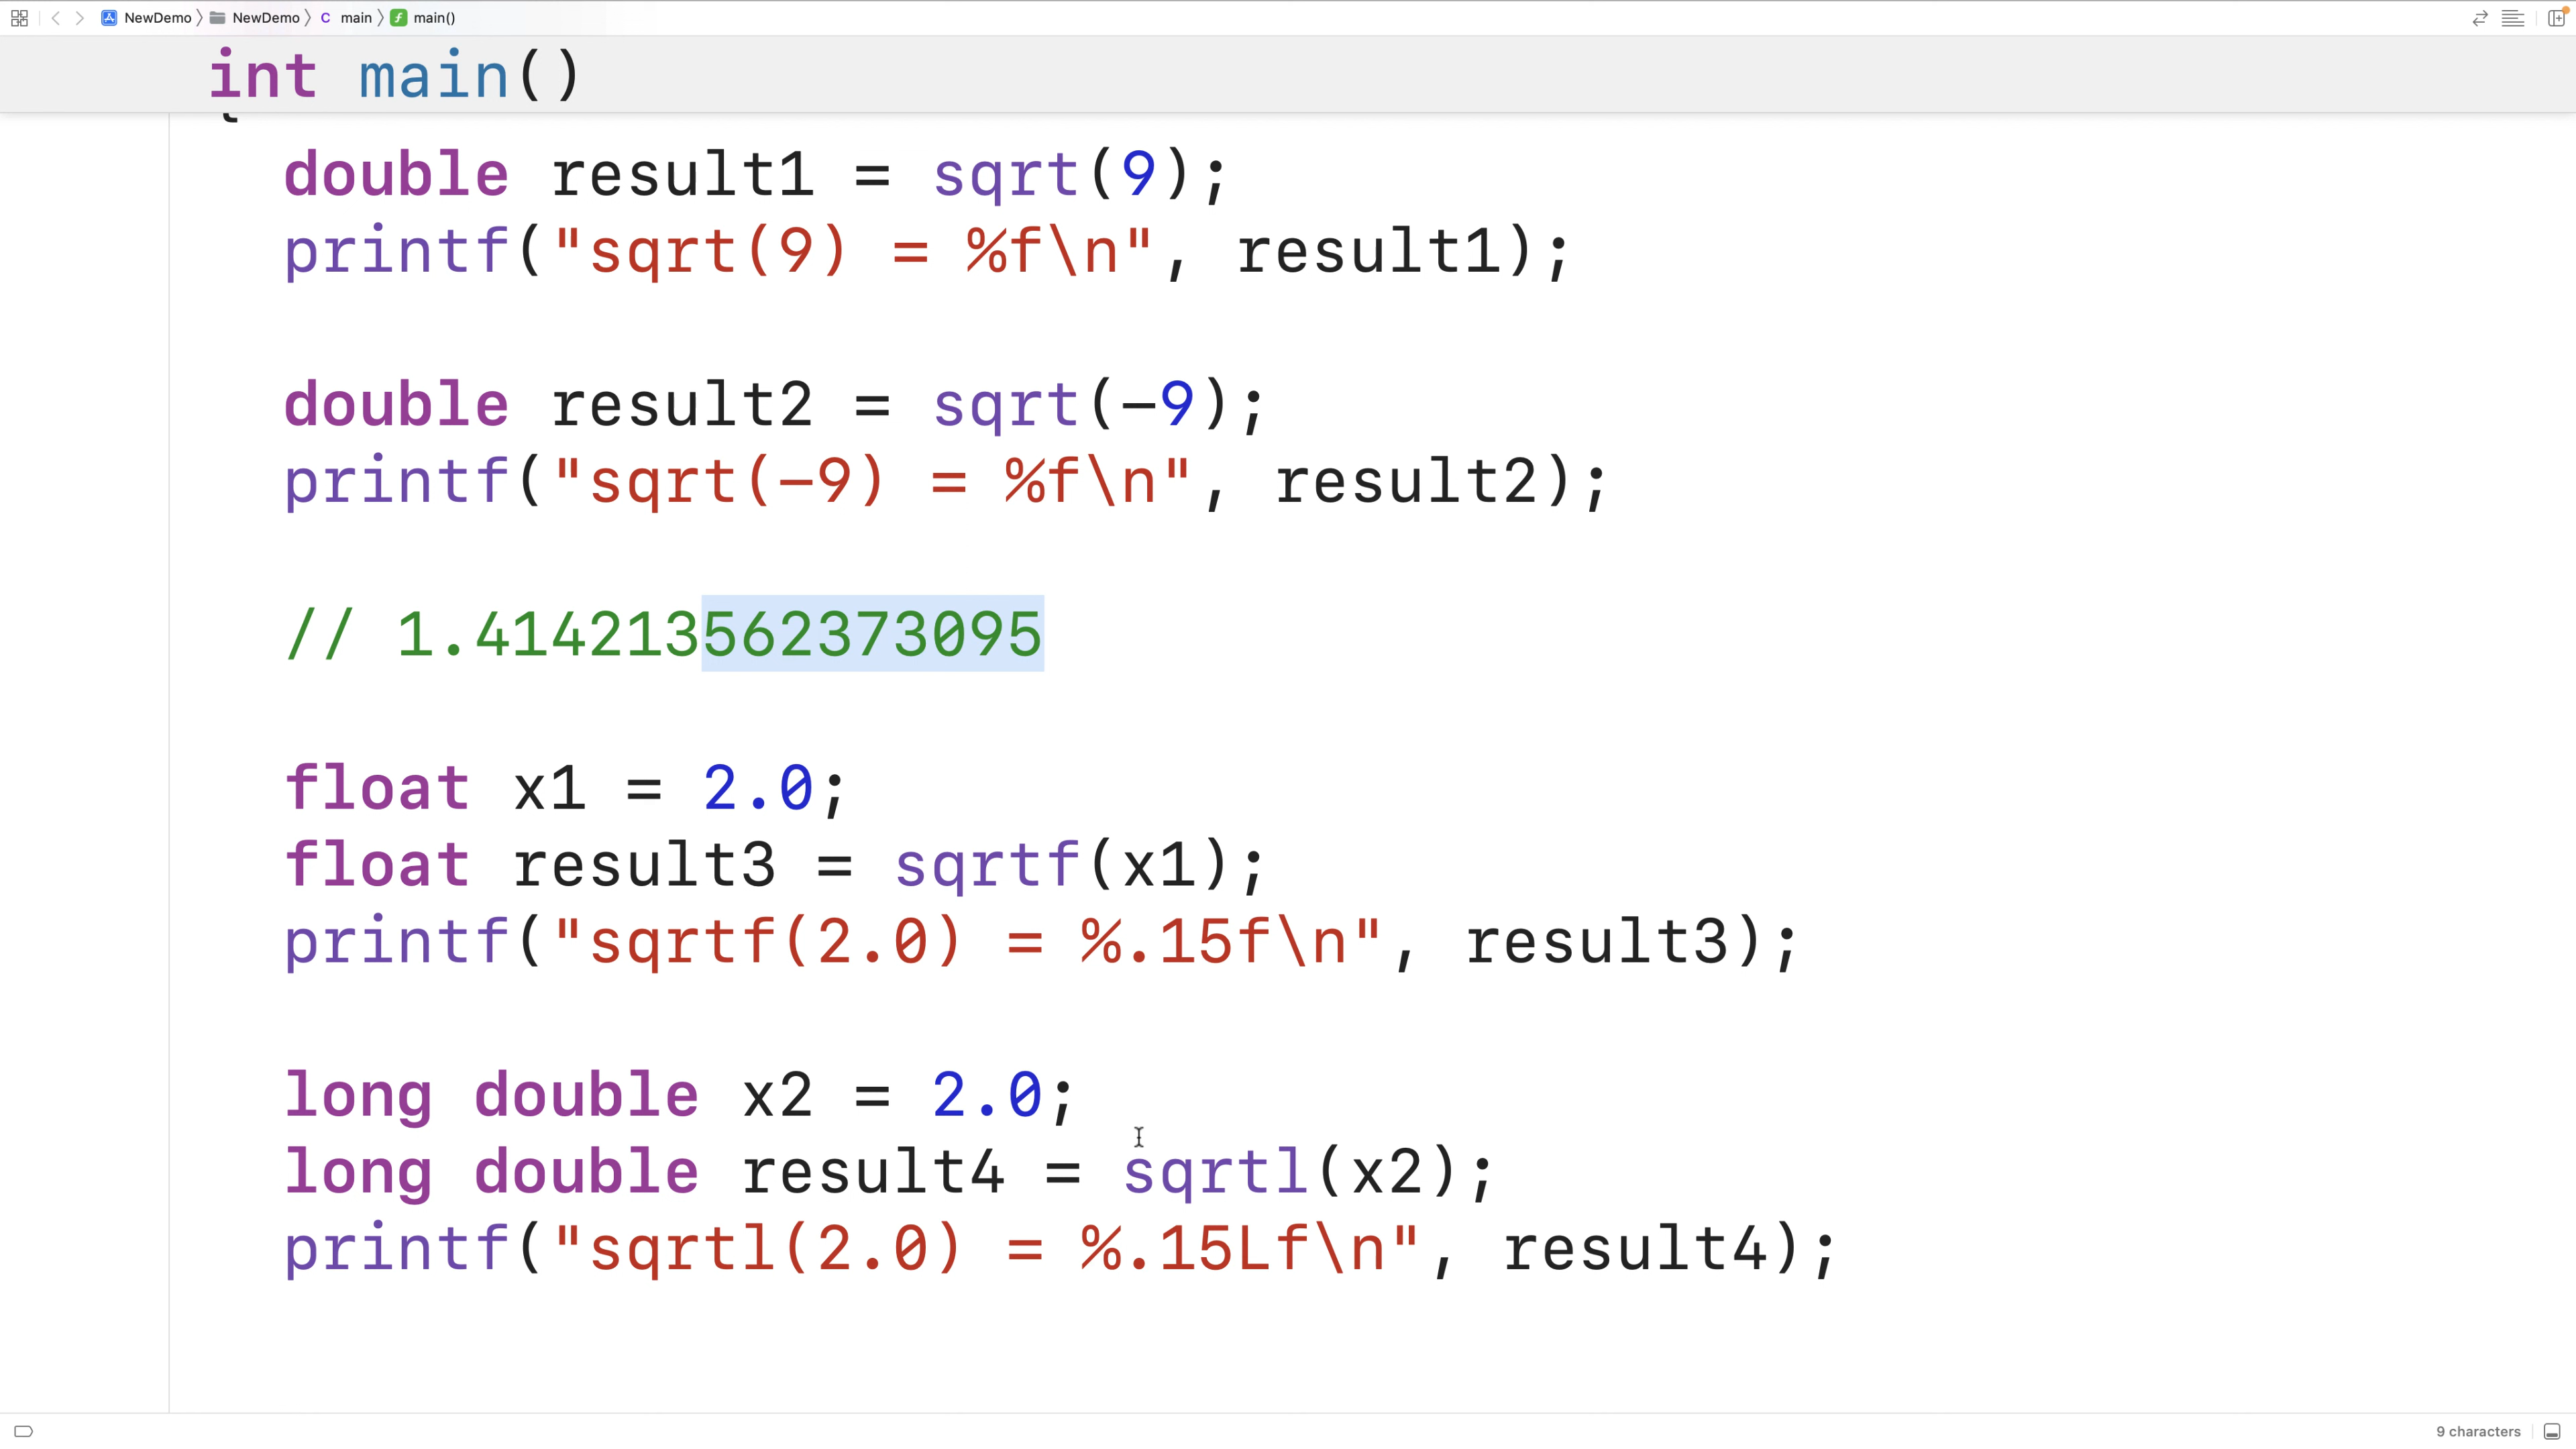 NewDemo 〉 NewDemo 〉 C main 〉 f main()
int main()
{
double result1 = sqrt(9);
printf("sqrt(9) = %f\n", result1);
double result2 = sqrt(-9);
printf("sqrt(-9) = %f\n", result2);
// 1.414213562373095
float x1 = 2.0;
float result3 = sqrtf(x1);
printf("sqrtf(2.0) = %.15f\n", result3);
long double x2 = 2.0;
long double result4 = sqrtl(x2);
printf("sqrtl(2.0) = %.15Lf\n", result4);
9 characters